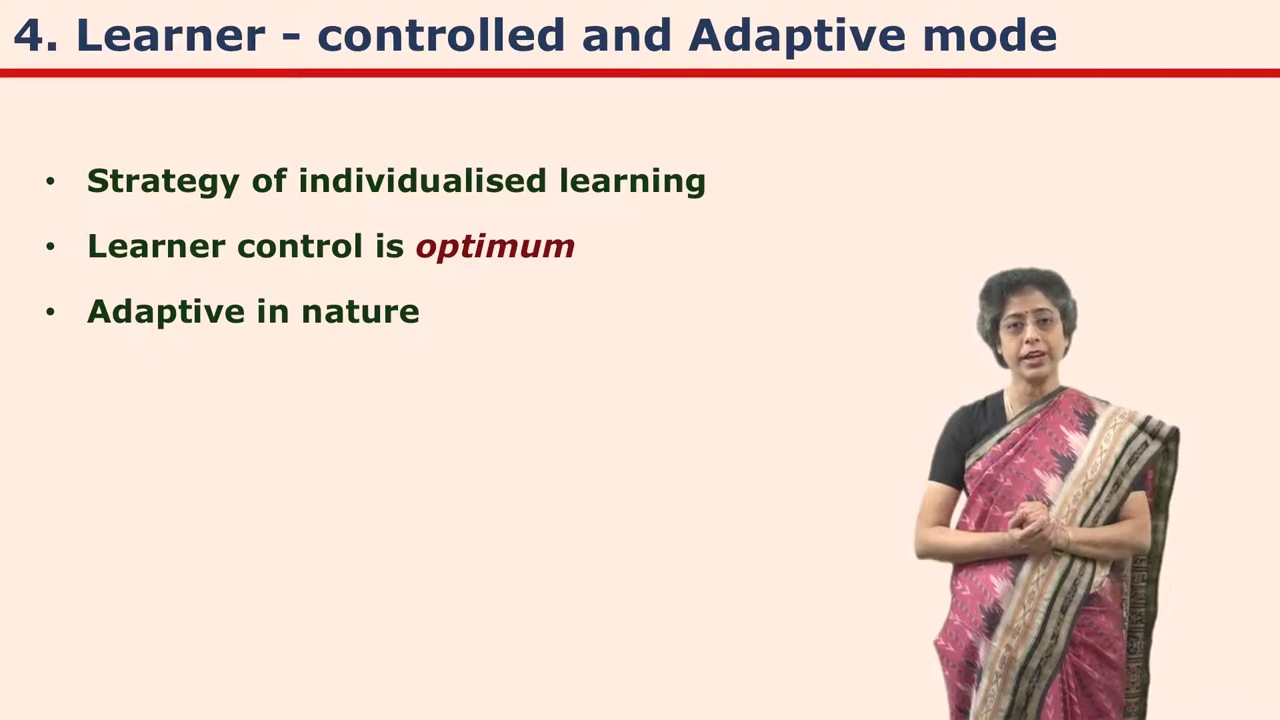 4. Learner - controlled and Adaptive mode
• Strategy of individualised learning
• Learner control is optimum
• Adaptive in nature